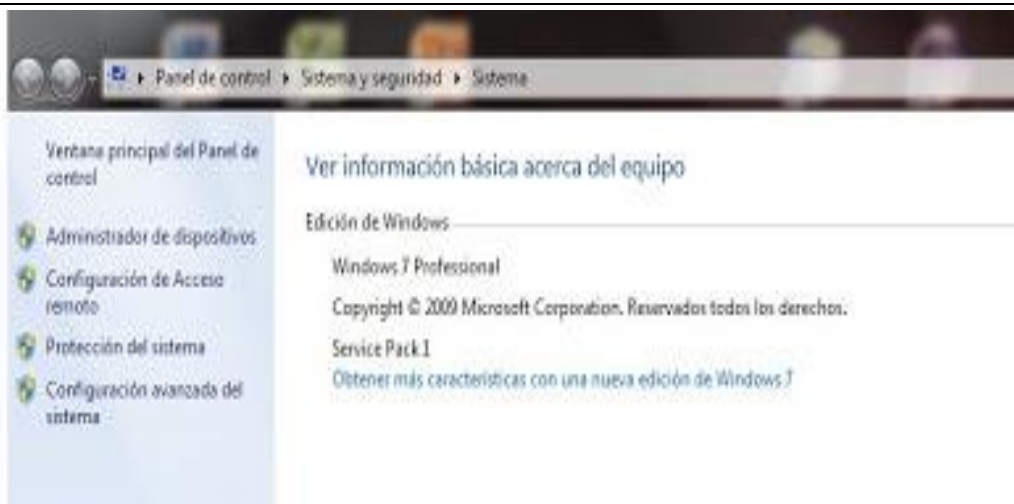 Panel de control ▸ Sistema y seguridad ▸ Sistema
Ventana principal del Panel de
control
Administrador de dispositivos
Configuración de Acceso
remoto
Protección del sistema
Configuración avanzada del
sistema
Ver información básica acerca del equipo
Edición de Windows
Windows 7 Professional
Copyright © 2009 Microsoft Corporation. Reservados todos los derechos.
Service Pack 1
Obtener más características con una nueva edición de Windows 7